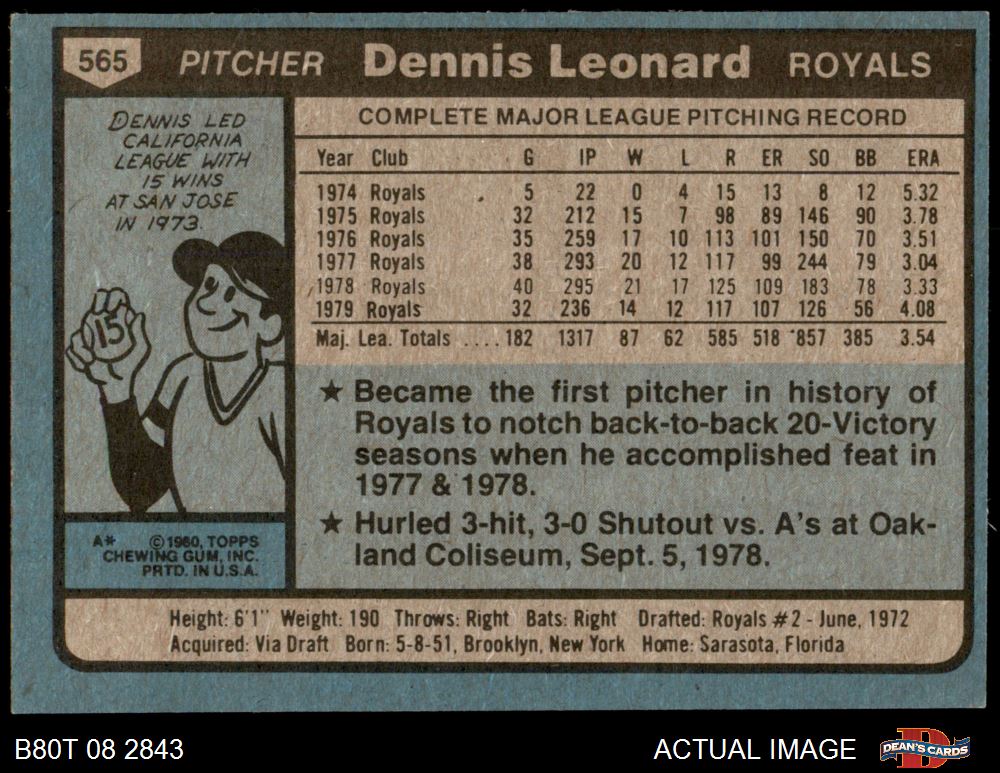 565 PITCHER Dennis Leonard ROYALS
DENNIS LED
CALIFORNIA
LEAGUE WITH
15 WINS
AT SAN JOSE
IN 1973.
15
A* © 1980, TOPPS
CHEWING GUM, INC.
PRTD. IN U.S.A.
COMPLETE MAJOR LEAGUE PITCHING RECORD
Year Club G IP W L R ER SO BB ERA
1974 Royals 5 22 0 4 15 13 8 12 5.32
1975 Royals 32 212 15 7 98 89 146 90 3.78
1976 Royals 35 259 17 10 113 101 150 70 3.51
1977 Royals 38 293 20 12 117 99 244 79 3.04
1978 Royals 40 295 21 17 125 109 183 78 3.33
1979 Royals 32 236 14 12 117 107 126 56 4.08
Maj. Lea. Totals .... 182 1317 87 62 585 518 857 385 3.54
★ Became the first pitcher in history of
Royals to notch back-to-back 20-Victory
seasons when he accomplished feat in
1977 & 1978.
★ Hurled 3-hit, 3-0 Shutout vs. A's at Oak-
land Coliseum, Sept. 5, 1978.
Height: 6'1" Weight: 190 Throws: Right Bats: Right Drafted: Royals #2 - June, 1972
Acquired: Via Draft Born: 5-8-51, Brooklyn, New York Home: Sarasota, Florida
B80T 08 2843 ACTUAL IMAGE DEAN'S CARDS